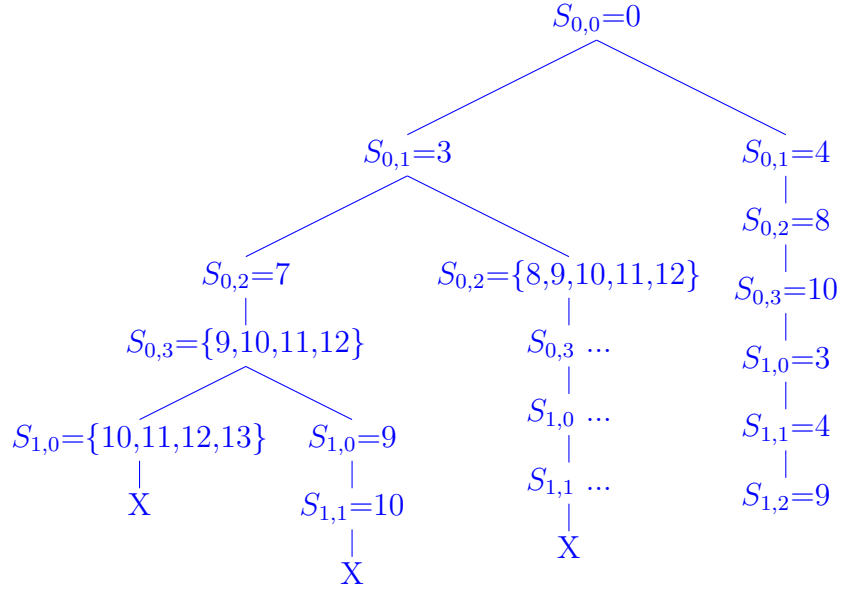 S0,0=0
S0,1=3
S0,1=4
S0,2=8
S0,2=7
S0,2={8,9,10,11,12}
S0,3=10
S0,3={9,10,11,12}
S0,3 ...
S1,0=3
S1,0={10,11,12,13}
S1,0=9
S1,0 ...
S1,1=4
X
S1,1=10
S1,1 ...
S1,2=9
X
X